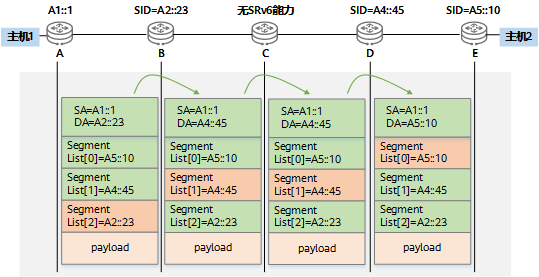 A1::1
SID=A2::23
无SRv6能力
SID=A4::45
SID=A5::10
主机1
主机2
A
B
C
D
E
SA=A1::1
DA=A2::23
Segment
List[0]=A5::10
Segment
List[1]=A4::45
Segment
List[2]=A2::23
payload
SA=A1::1
DA=A4::45
Segment
List[0]=A5::10
Segment
List[1]=A4::45
Segment
List[2]=A2::23
payload
SA=A1::1
DA=A4::45
Segment
List[0]=A5::10
Segment
List[1]=A4::45
Segment
List[2]=A2::23
payload
SA=A1::1
DA=A5::10
Segment
List[0]=A5::10
Segment
List[1]=A4::45
Segment
List[2]=A2::23
payload